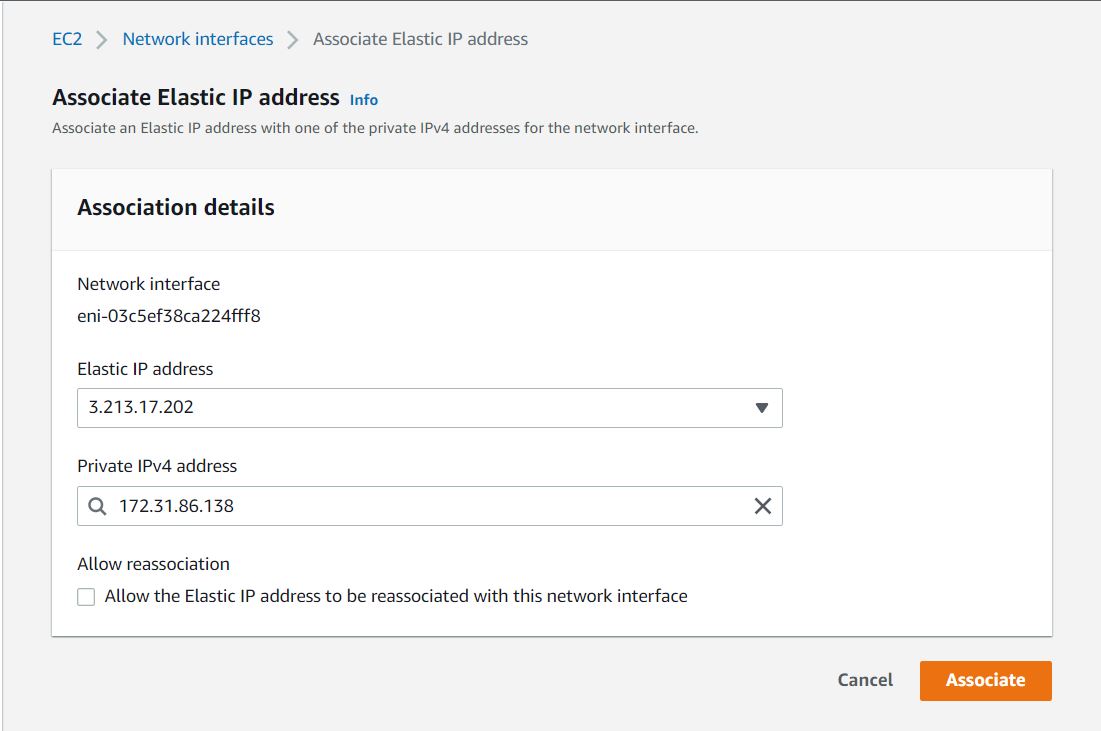 EC2 > Network interfaces > Associate Elastic IP address
Associate Elastic IP address Info
Associate an Elastic IP address with one of the private IPv4 addresses for the network interface.
Association details
Network interface
eni-03c5ef38ca224fff8
Elastic IP address
3.213.17.202
Private IPv4 address
172.31.86.138
Allow reassociation
Allow the Elastic IP address to be reassociated with this network interface
Cancel Associate